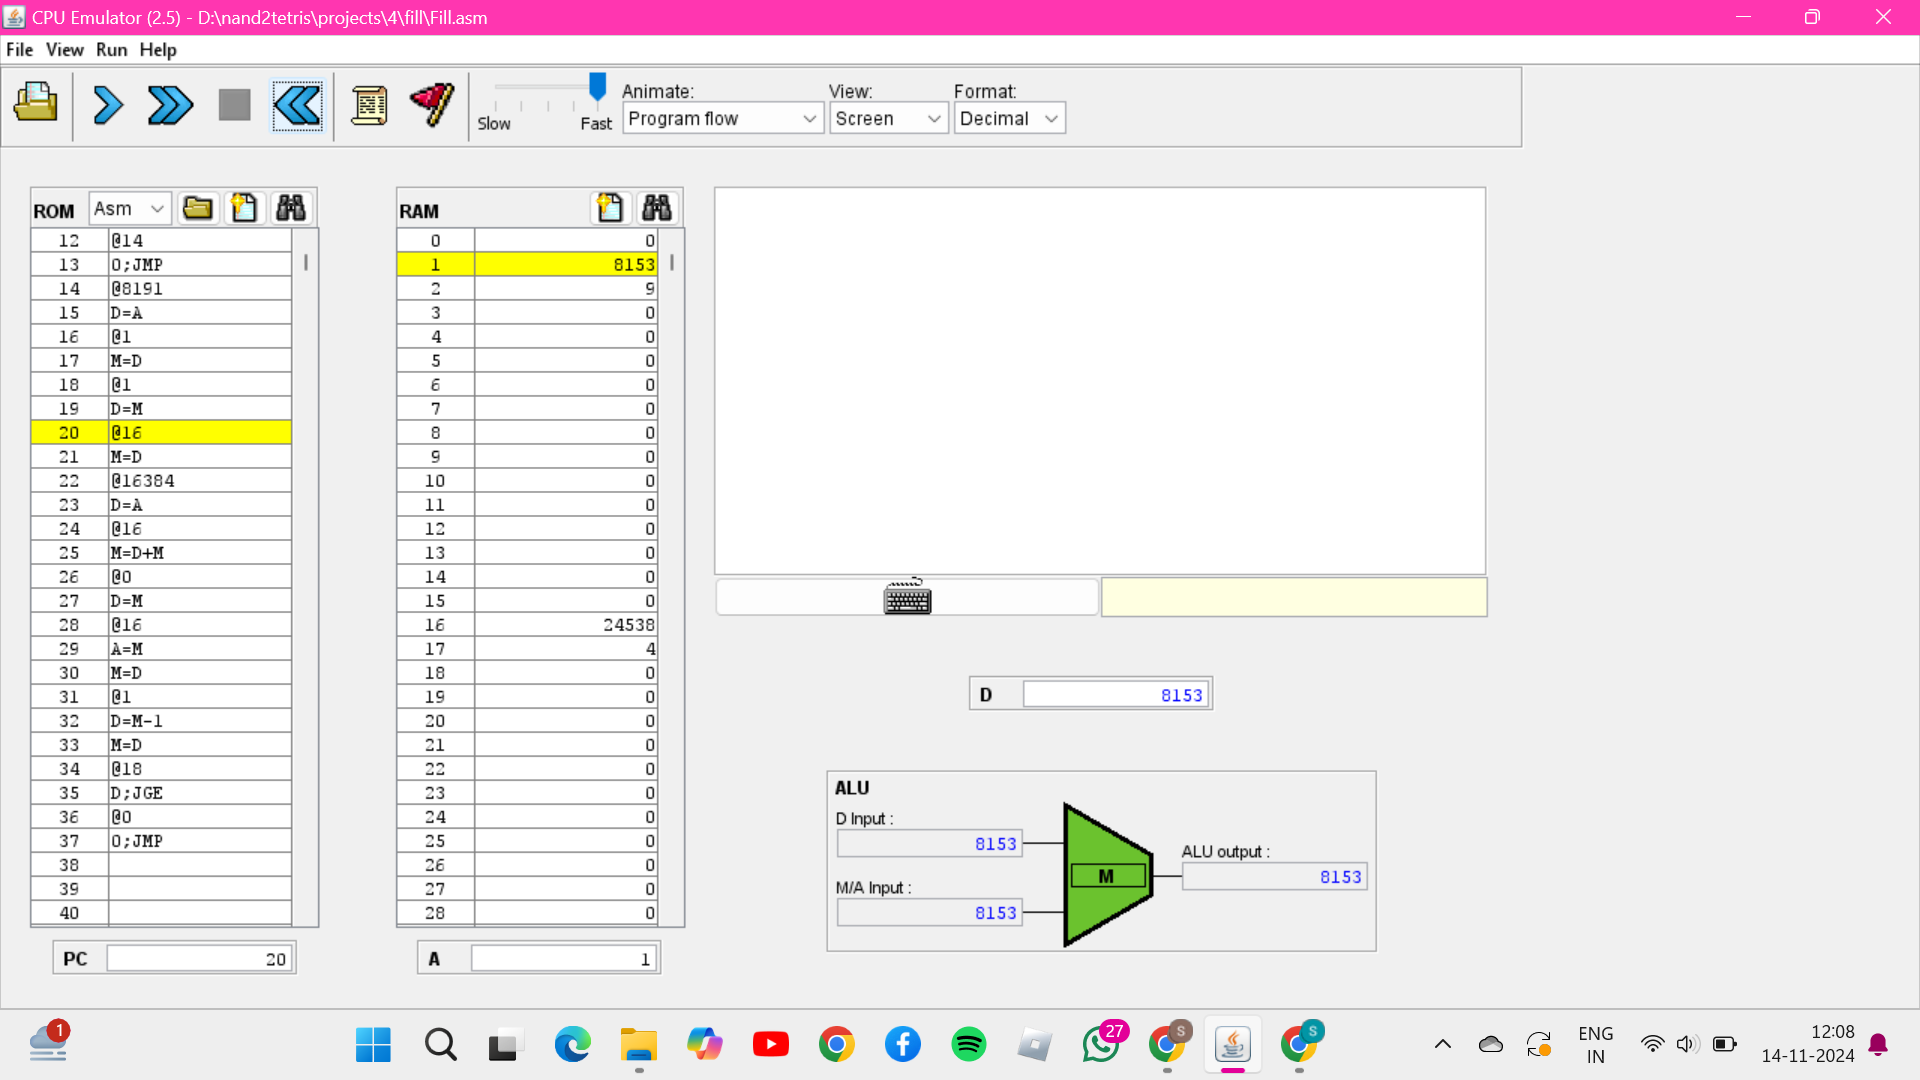 CPU Emulator (2.5) - D:\nand2tetris\projects\4\fill\Fill.asm
File View Run Help
Slow Fast
Animate:
Program flow
View:
Screen
Format:
Decimal
ROM Asm
12 @14
13 0;JMP
14 @8191
15 D=A
16 @1
17 M=D
18 @1
19 D=M
20 @16
21 M=D
22 @16384
23 D=A
24 @16
25 M=D+M
26 @0
27 D=M
28 @16
29 A=M
30 M=D
31 @1
32 D=M-1
33 M=D
34 @18
35 D;JGE
36 @0
37 0;JMP
38
39
40
PC 20
RAM
0 0
1 8153
2 9
3 0
4 0
5 0
6 0
7 0
8 0
9 0
10 0
11 0
12 0
13 0
14 0
15 0
16 24538
17 4
18 0
19 0
20 0
21 0
22 0
23 0
24 0
25 0
26 0
27 0
28 0
A 1
D 8153
ALU
D Input :
8153
M/A Input :
8153
M
ALU output :
8153
1
27
S
S
ENG
IN
12:08
14-11-2024